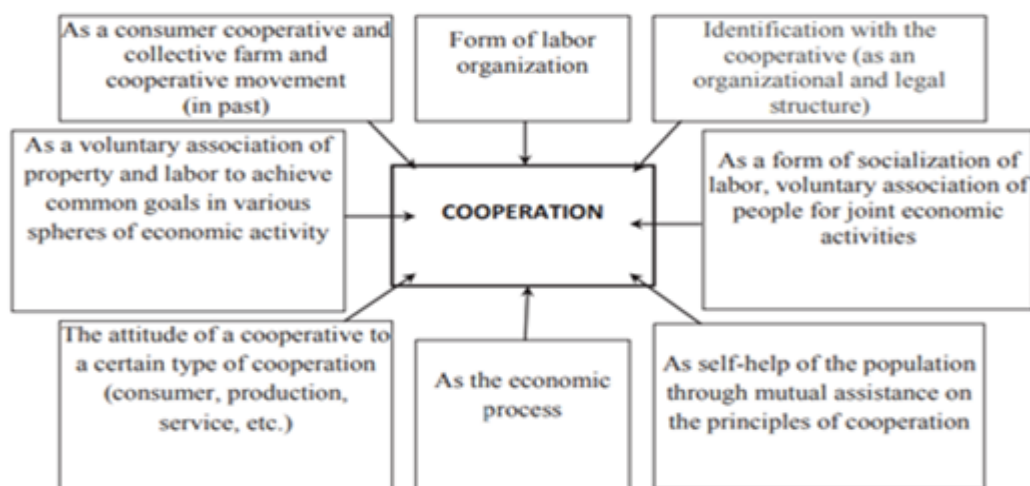 As a consumer cooperative and
collective farm and
cooperative movement
(in past)
Form of labor
organization
Identification with the
cooperative (as an
organizational and legal
structure)
As a voluntary association of
property and labor to achieve
common goals in various
spheres of economic activity
COOPERATION
As a form of socialization of
labor, voluntary association of
people for joint economic
activities
The attitude of a cooperative to
a certain type of cooperation
(consumer, production,
service, etc.)
As the economic
process
As self-help of the population
through mutual assistance on
the principles of cooperation